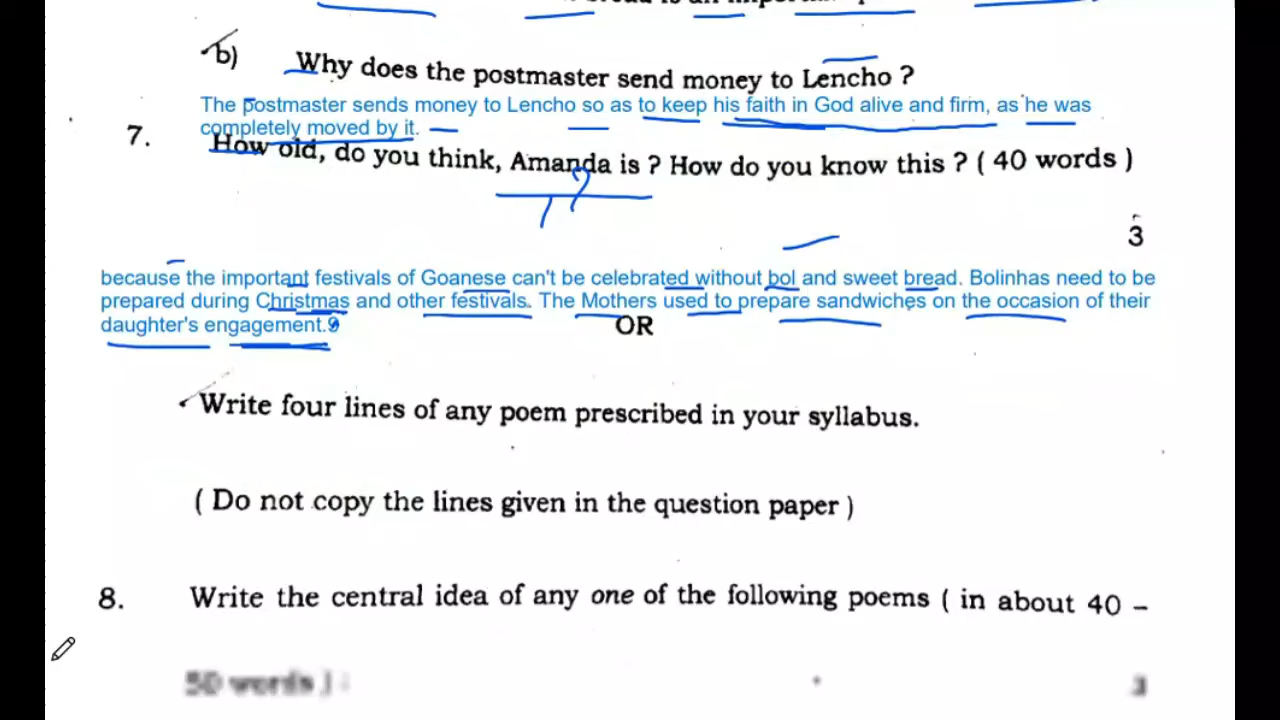 b) Why does the postmaster send money to Lencho ?
The postmaster sends money to Lencho so as to keep his faith in God alive and firm, as he was
completely moved by it.
7. How old, do you think, Amanda is ? How do you know this ? ( 40 words )
3
because the important festivals of Goanese can't be celebrated without bol and sweet bread. Bolinhas need to be
prepared during Christmas and other festivals. The Mothers used to prepare sandwiches on the occasion of their
daughter's engagement.
OR
Write four lines of any poem prescribed in your syllabus.
( Do not copy the lines given in the question paper )
8. Write the central idea of any one of the following poems ( in about 40 –
50 words ) :
3